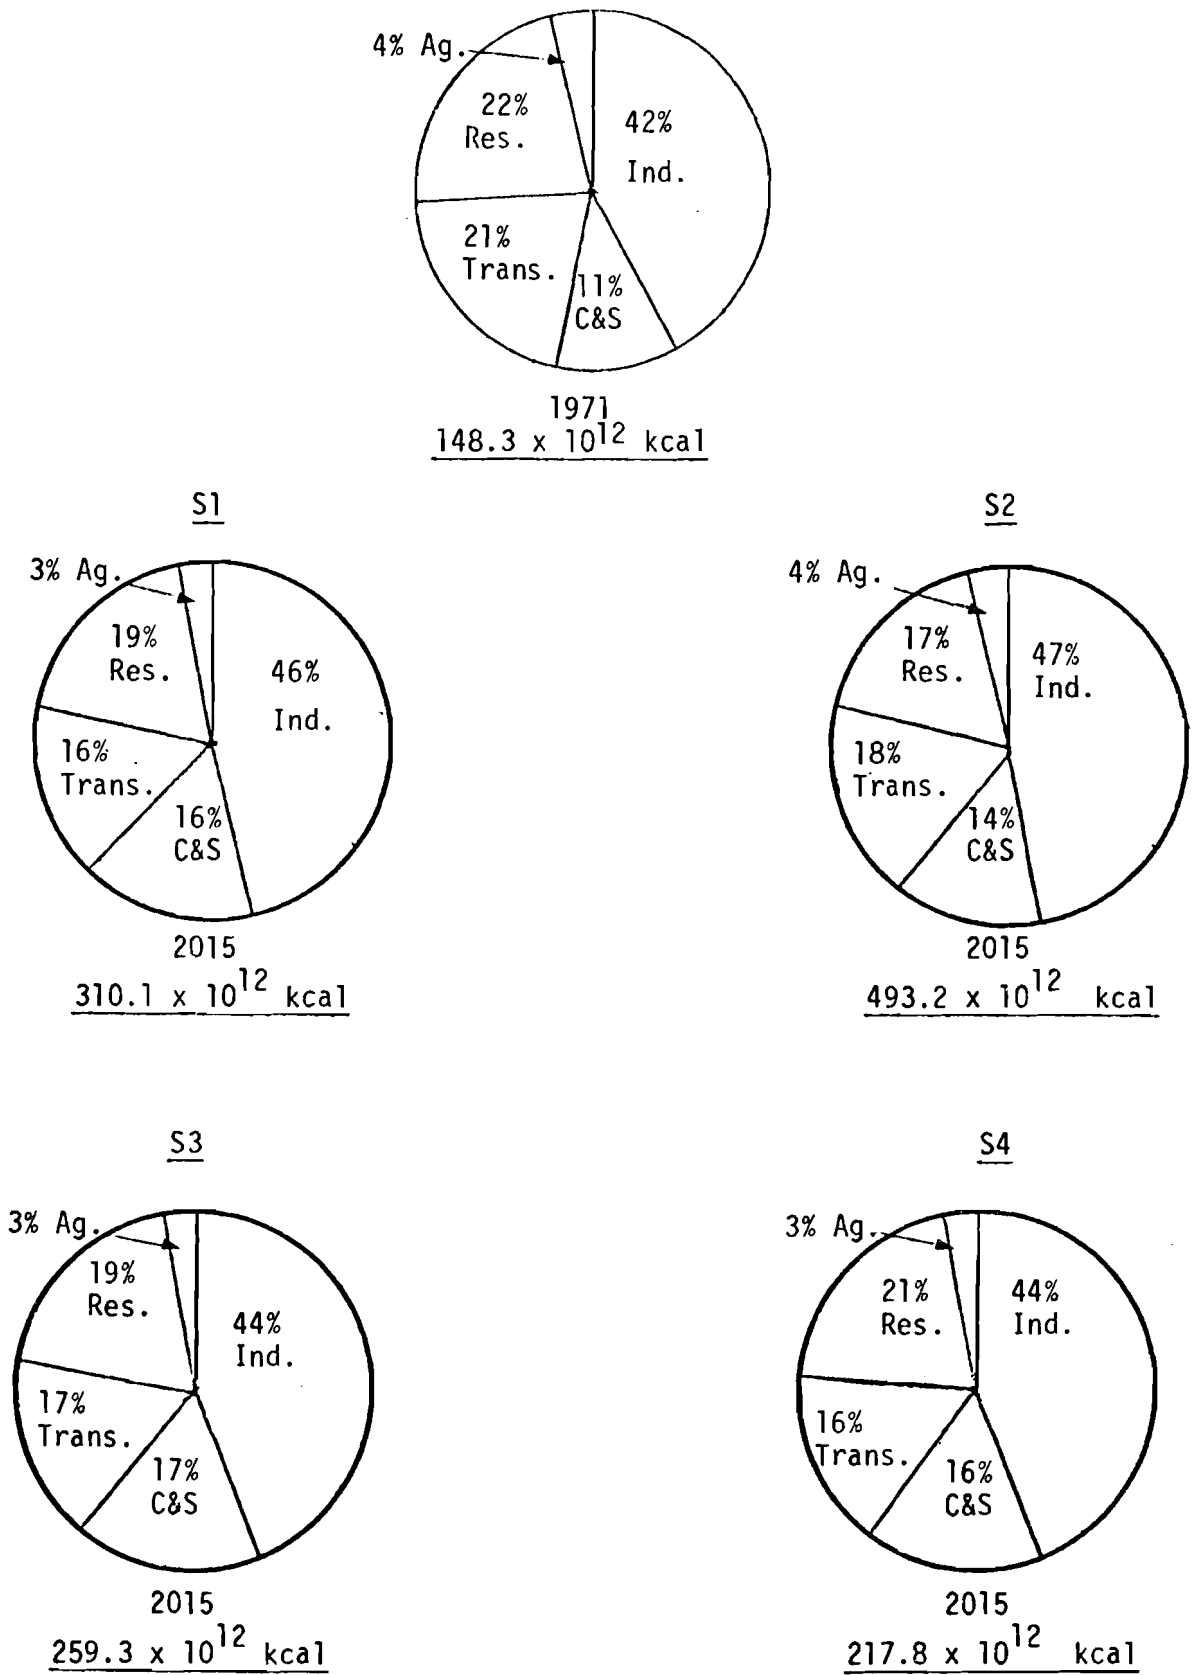 4% Ag.
22%
Res.
42%
Ind.
21%
Trans.
11%
C&S
1971
148.3 x 10^12 kcal
S1
3% Ag.
19%
Res.
46%
Ind.
16%
Trans.
16%
C&S
2015
310.1 x 10^12 kcal
S2
4% Ag.
17%
Res.
47%
Ind.
18%
Trans.
14%
C&S
2015
493.2 x 10^12 kcal
S3
3% Ag.
19%
Res.
44%
Ind.
17%
Trans.
17%
C&S
2015
259.3 x 10^12 kcal
S4
3% Ag.
21%
Res.
44%
Ind.
16%
Trans.
16%
C&S
2015
217.8 x 10^12 kcal